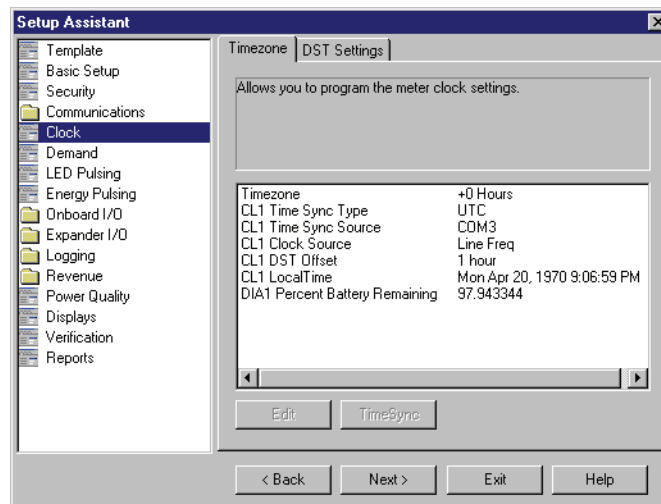 Setup Assistant
Template
Basic Setup
Security
Communications
Clock
Demand
LED Pulsing
Energy Pulsing
Onboard I/O
Expander I/O
Logging
Revenue
Power Quality
Displays
Verification
Reports
Timezone DST Settings
Allows you to program the meter clock settings.
Timezone +0 Hours
CL1 Time Sync Type UTC
CL1 Time Sync Source COM3
CL1 Clock Source Line Freq
CL1 DST Offset 1 hour
CL1 LocalTime Mon Apr 20, 1970 9:06:59 PM
DIA1 Percent Battery Remaining 97.943344
Edit TimeSync
< Back Next > Exit Help